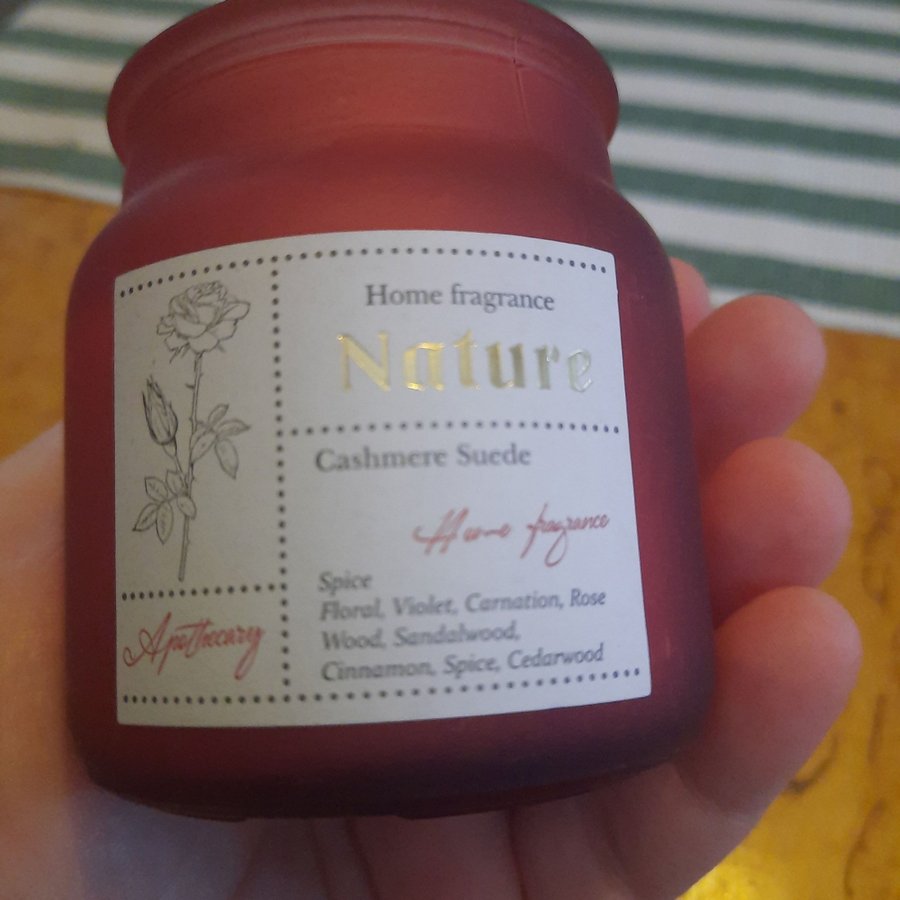 Home fragrance
Nature
Cashmere Suede
Home fragrance
Spice
Floral, Violet, Carnation, Rose
Wood, Sandalwood,
Cinnamon, Spice, Cedarwood
Apothecary